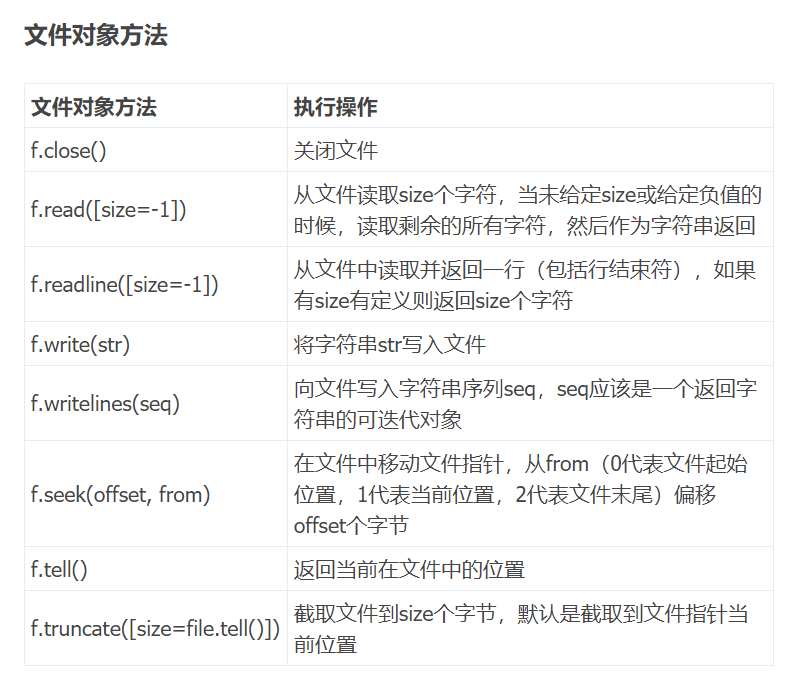 文件对象方法
文件对象方法 执行操作
f.close() 关闭文件
f.read([size=-1]) 从文件读取size个字符，当未给定size或给定负值的
时候，读取剩余的所有字符，然后作为字符串返回
f.readline([size=-1]) 从文件中读取并返回一行（包括行结束符），如果
有size有定义则返回size个字符
f.write(str) 将字符串str写入文件
f.writelines(seq) 向文件写入字符串序列seq，seq应该是一个返回字
符串的可迭代对象
f.seek(offset, from) 在文件中移动文件指针，从from（0代表文件起始
位置，1代表当前位置，2代表文件末尾）偏移
offset个字节
f.tell() 返回当前在文件中的位置
f.truncate([size=file.tell()]) 截取文件到size个字节，默认是截取到文件指针当
前位置